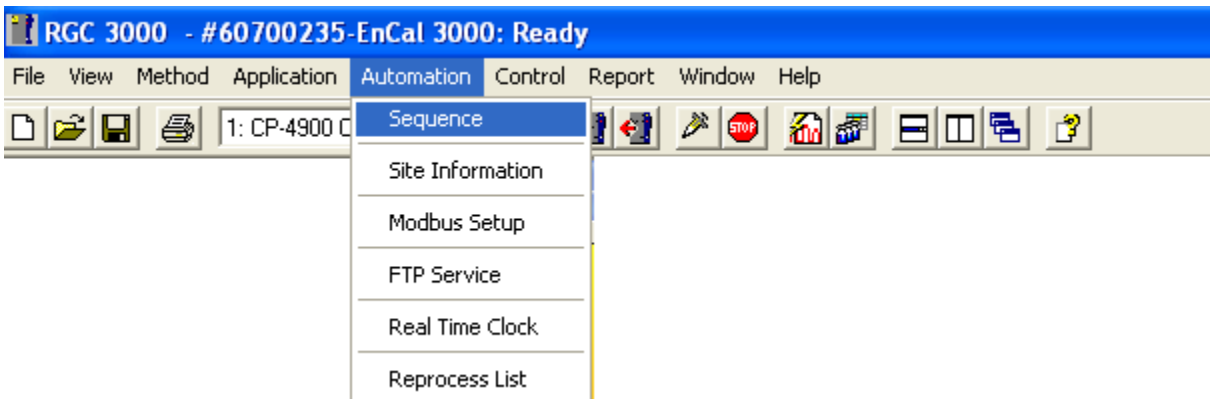 RGC 3000 - #60700235-EnCal 3000: Ready
File View Method Application Automation Control Report Window Help
1: CP-4900 STOP
Sequence
Site Information
Modbus Setup
FTP Service
Real Time Clock
Reprocess List